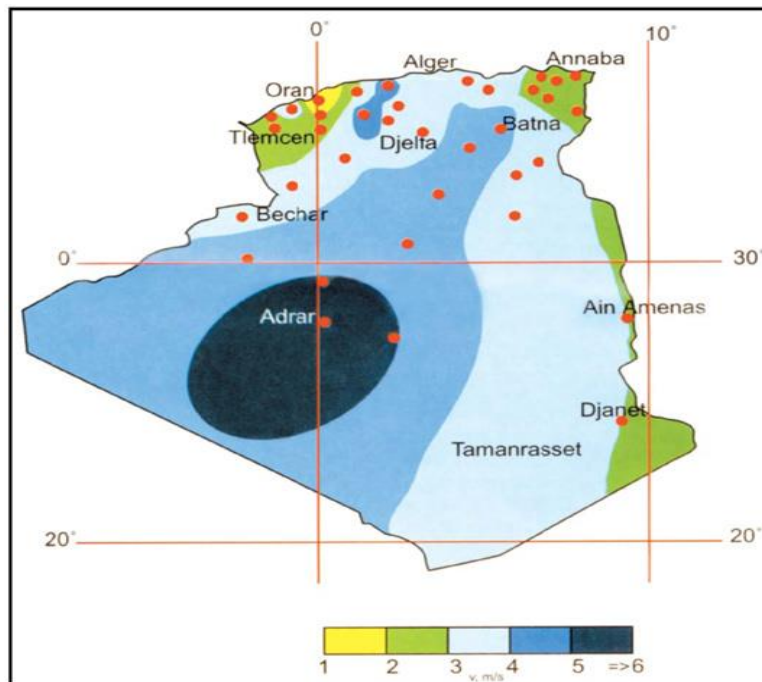 0°
10°
Alger
Annaba
Oran
Tlemcen
Djelfa
Batna
Bechar
0°
30°
Adrar
Ain Amenas
Djanet
Tamanrasset
20°
20°
1 2 3 4 5 =>6
v, m/s